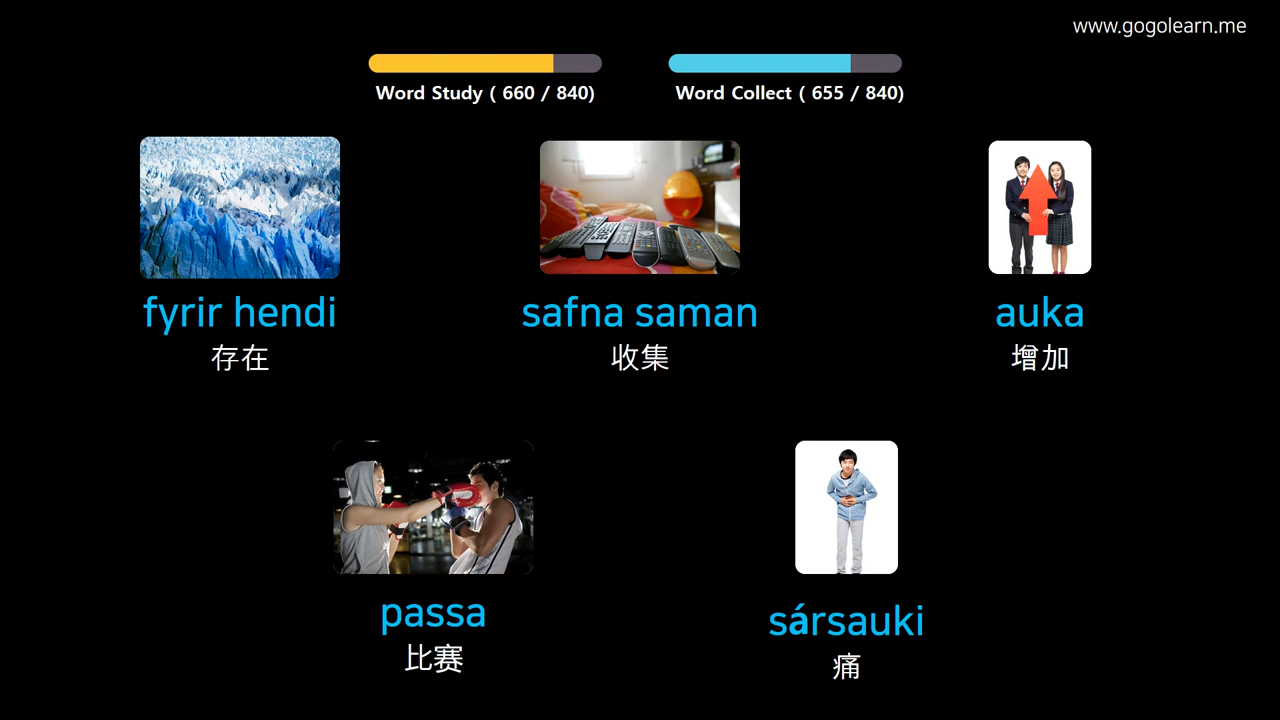 www.gogolearn.me
Word Study ( 660 / 840)
Word Collect ( 655 / 840)
fyrir hendi
存在
safna saman
收集
auka
增加
passa
比赛
sársauki
痛